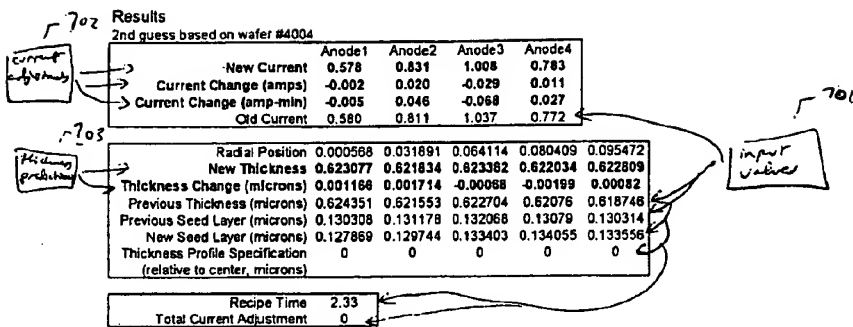 702
Results
2nd guess based on wafer #4004
Anode1 Anode2 Anode3 Anode4
New Current 0.578 0.831 1.008 0.783
Current Change (amps) -0.002 0.020 -0.029 0.011
Current Change (amp-min) -0.005 0.046 -0.068 0.027
Old Current 0.580 0.811 1.037 0.772
current adjustments
701
input values
703
thickness predictions
Radial Position 0.000568 0.031891 0.064114 0.080409 0.095472
New Thickness 0.623077 0.621834 0.623382 0.622034 0.622809
Thickness Change (microns) 0.001166 0.001714 -0.00068 -0.00199 0.00082
Previous Thickness (microns) 0.624351 0.621553 0.622704 0.62076 0.618746
Previous Seed Layer (microns) 0.130308 0.131178 0.132068 0.13079 0.130314
New Seed Layer (microns) 0.127869 0.129744 0.133403 0.134055 0.133556
Thickness Profile Specification 0 0 0 0 0
(relative to center, microns)
Recipe Time 2.33
Total Current Adjustment 0